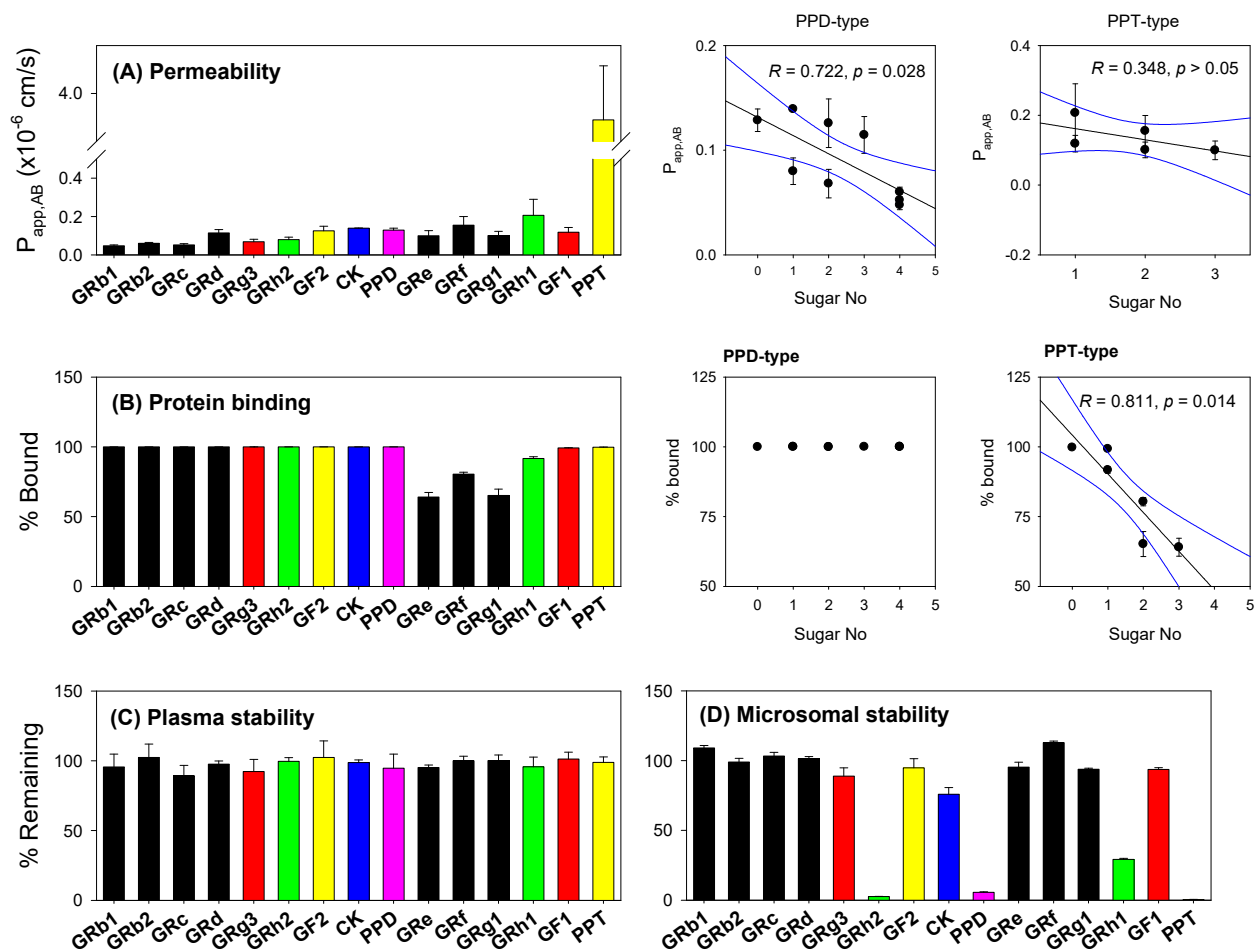 (A) Permeability
P_app,AB (x10^-6 cm/s)
4.0
0.4
0.2
0.0
GRb1 GRb2 GRc GRd GRg3 GRh2 GF2 CK PPD GRe GRf GRg1 GRh1 GF1 PPT
PPD-type
R = 0.722, p = 0.028
P_app,AB
0.2
0.1
0.0
0 1 2 3 4 5
Sugar No
PPT-type
R = 0.348, p > 0.05
P_app,AB
0.4
0.2
0.0
-0.2
1 2 3
Sugar No
(B) Protein binding
% Bound
150
100
50
0
GRb1 GRb2 GRc GRd GRg3 GRh2 GF2 CK PPD GRe GRf GRg1 GRh1 GF1 PPT
PPD-type
% bound
125
100
75
50
0 1 2 3 4 5
Sugar No
PPT-type
R = 0.811, p = 0.014
% bound
125
100
75
50
0 1 2 3 4 5
Sugar No
(C) Plasma stability
% Remaining
150
100
50
0
GRb1 GRb2 GRc GRd GRg3 GRh2 GF2 CK PPD GRe GRf GRg1 GRh1 GF1 PPT
(D) Microsomal stability
150
100
50
0
GRb1 GRb2 GRc GRd GRg3 GRh2 GF2 CK PPD GRe GRf GRg1 GRh1 GF1 PPT